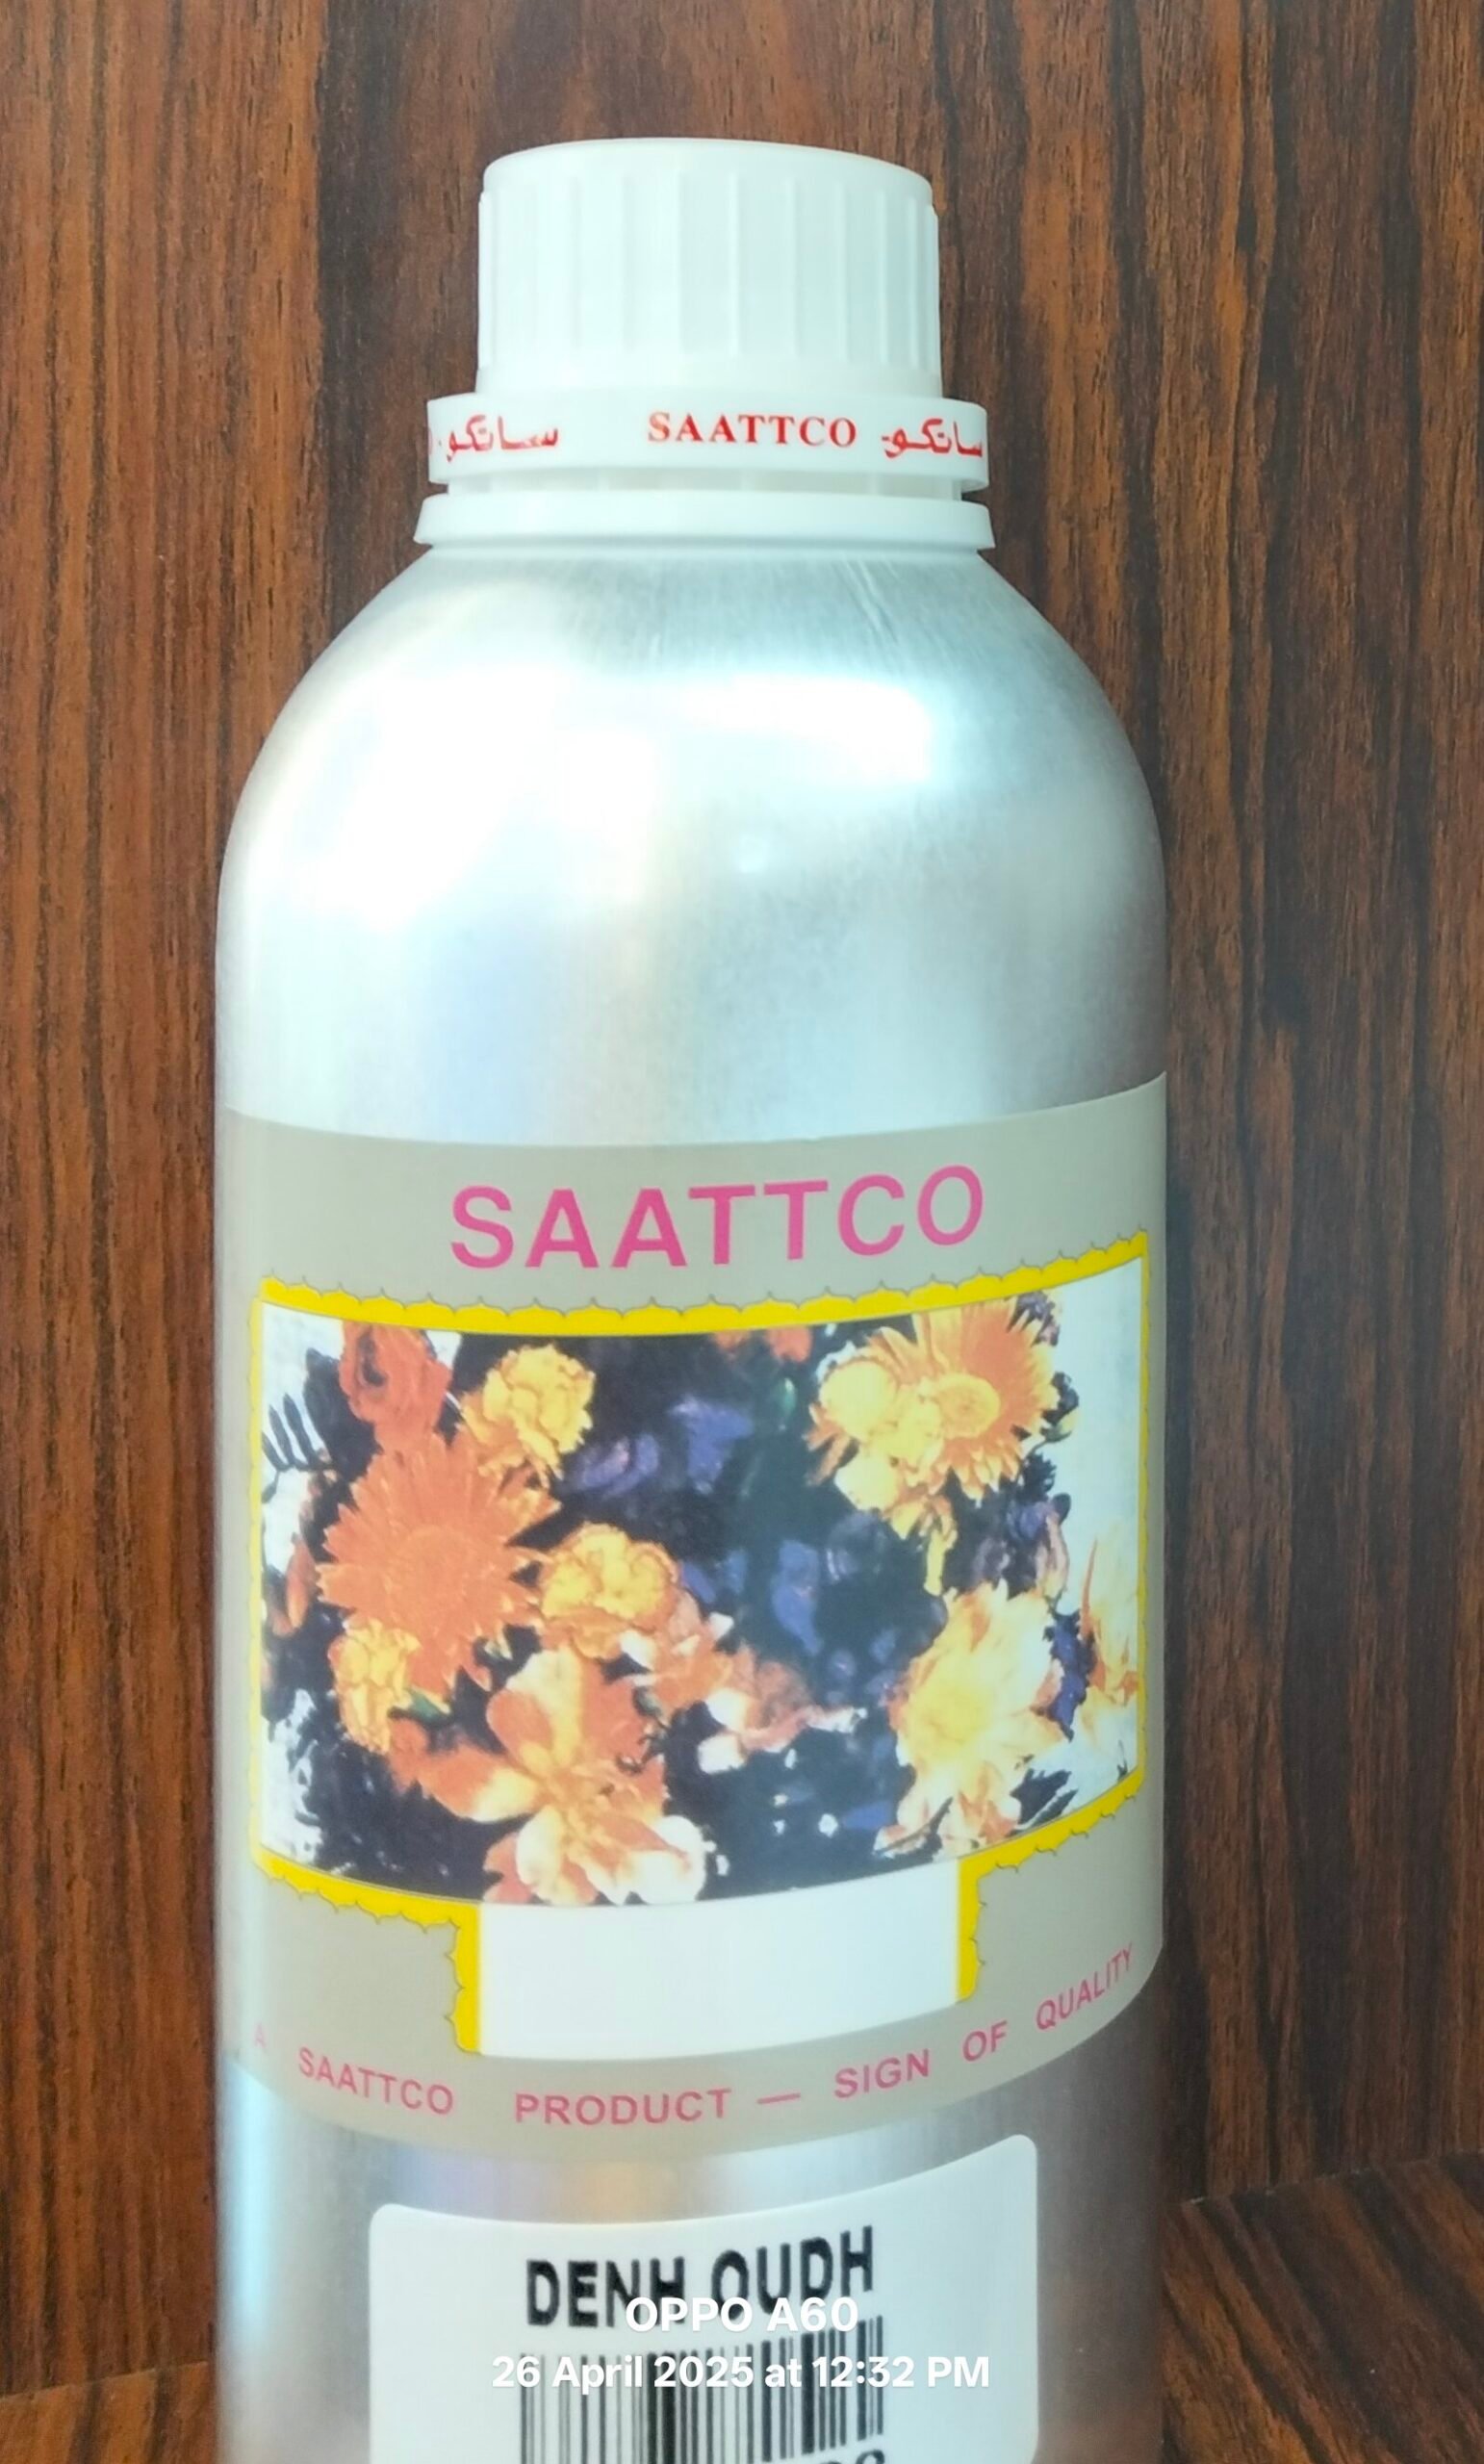 ساتكو SAATTCO ساتكو
SAATTCO
A SAATTCO PRODUCT — SIGN OF QUALITY
DENH OUDH
OPPO A60
26 April 2025 at 12:32 PM